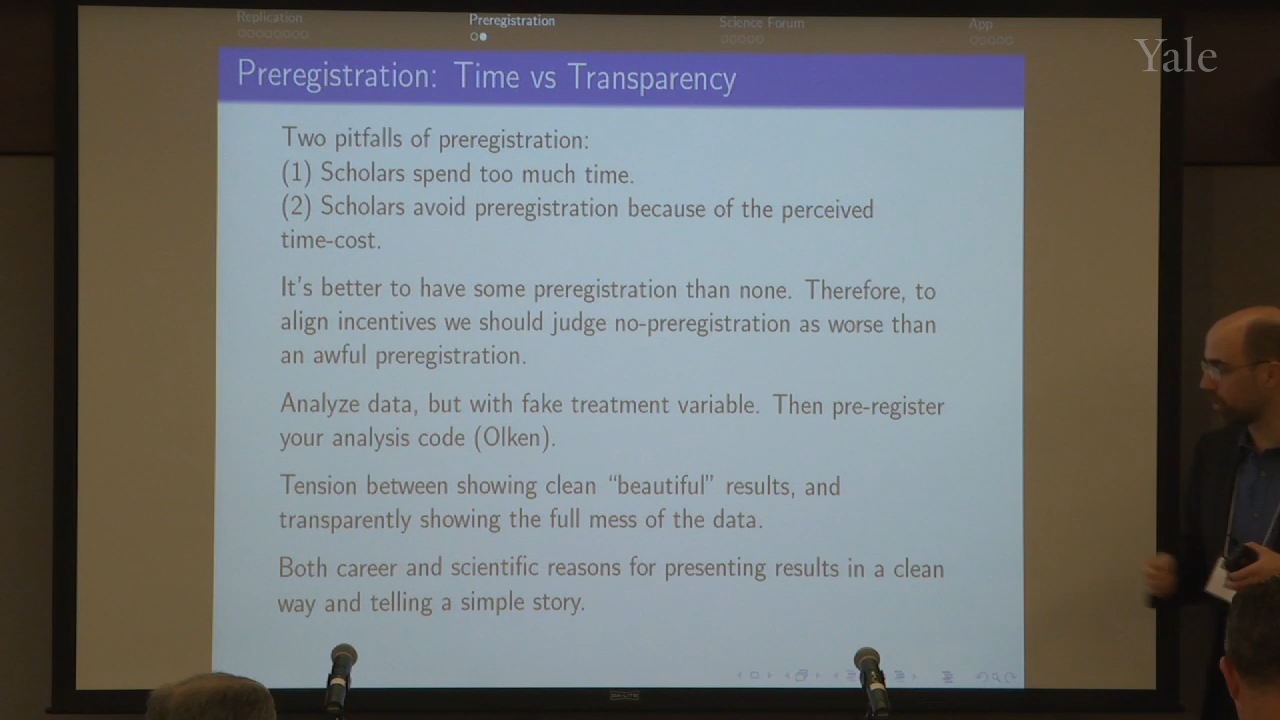 Replication
Preregistration
Science Forum
App
Yale
Preregistration: Time vs Transparency
Two pitfalls of preregistration:
(1) Scholars spend too much time.
(2) Scholars avoid preregistration because of the perceived
time-cost.
It's better to have some preregistration than none. Therefore, to
align incentives we should judge no-preregistration as worse than
an awful preregistration.
Analyze data, but with fake treatment variable. Then pre-register
your analysis code (Olken).
Tension between showing clean “beautiful” results, and
transparently showing the full mess of the data.
Both career and scientific reasons for presenting results in a clean
way and telling a simple story.
DA-LITE